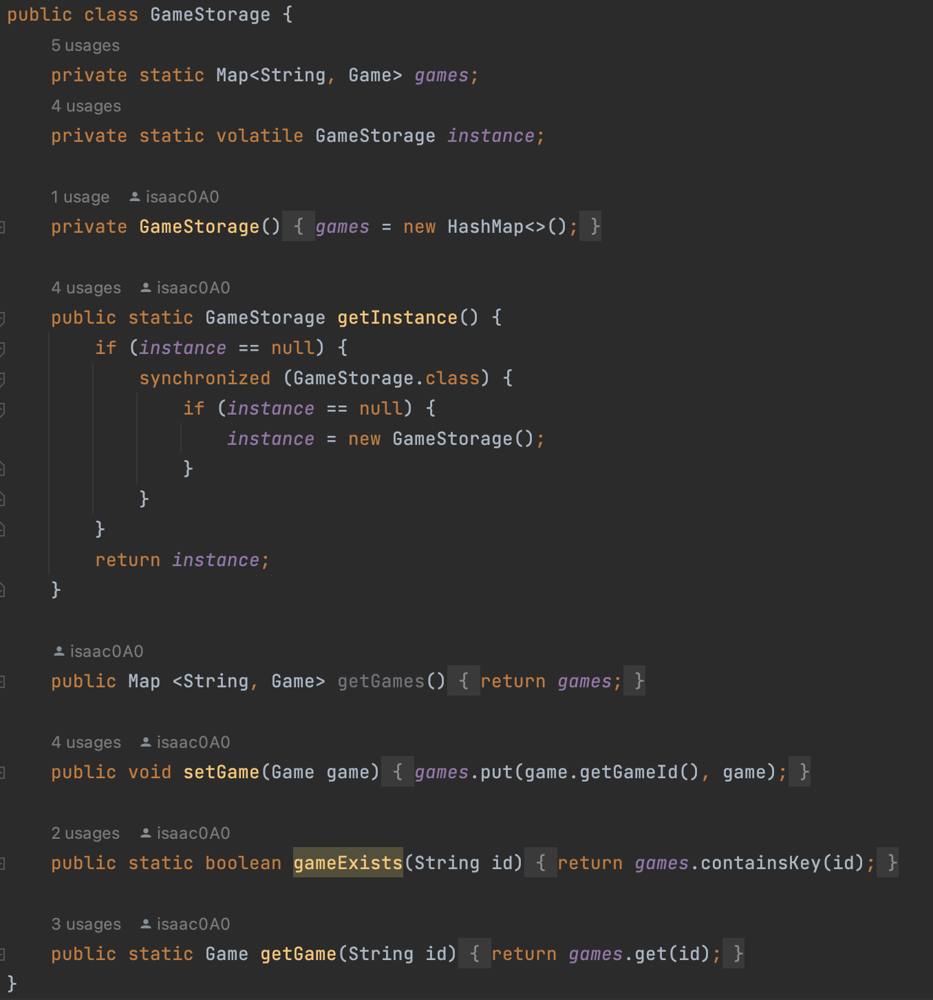 public class GameStorage {
5 usages
private static Map<String, Game> games;
4 usages
private static volatile GameStorage instance;
1 usage isaac0A0
private GameStorage() { games = new HashMap<>(); }
4 usages isaac0A0
public static GameStorage getInstance() {
if (instance == null) {
synchronized (GameStorage.class) {
if (instance == null) {
instance = new GameStorage();
}
}
}
return instance;
}
isaac0A0
public Map <String, Game> getGames() { return games; }
4 usages isaac0A0
public void setGame(Game game) { games.put(game.getGameId(), game); }
2 usages isaac0A0
public static boolean gameExists(String id) { return games.containsKey(id); }
3 usages isaac0A0
public static Game getGame(String id) { return games.get(id); }
}